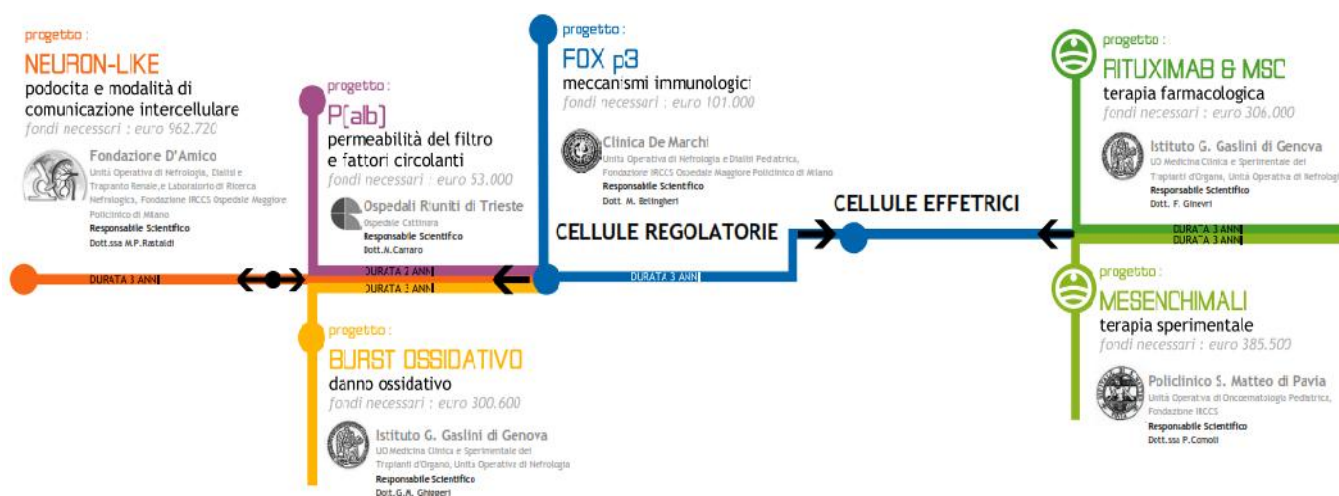 progetto :
NEURON-LIKE
podocita e modalità di
comunicazione intercellulare
fondi necessari : euro 962.720
Fondazione D'Amico
Unità Operativa di Nefrologia, Dialisi e
Trapianto Renale, e Laboratorio di Ricerca
Nefrologica, Fondazione IRCCS Ospedale Maggiore
Policlinico di Milano
Responsabile Scientifico
Dott.ssa M.P.Rastaldi
DURATA 3 ANNI
progetto :
P[alb]
permeabilità del filtro
e fattori circolanti
fondi necessari : euro 53.000
Ospedali Riuniti di Trieste
Ospedale Cattinara
Responsabile Scientifico
Dott.M.Carraro
DURATA 2 ANNI
DURATA 3 ANNI
progetto :
BURST OSSIDATIVO
danno ossidativo
fondi necessari : euro 300.600
Istituto G. Gaslini di Genova
UO Medicina Clinica e Sperimentale dei
Trapianti d'Organo, Unità Operativa di Nefrologia
Responsabile Scientifico
Dott.G.M. Ghiggeri
progetto :
FOX p3
meccanismi immunologici
fondi necessari : euro 101.000
Clinica De Marchi
Unità Operativa di Nefrologia e Dialisi Pediatrica,
Fondazione IRCCS Ospedale Maggiore Policlinico di Milano
Responsabile Scientifico
Dott. M. Belingheri
CELLULE REGOLATORIE
DURATA 3 ANNI
CELLULE EFFETRICI
progetto :
RITUXIMAB & MSC
terapia farmacologica
fondi necessari : euro 306.000
Istituto G. Gaslini di Genova
UO Medicina Clinica e Sperimentale dei
Trapianti d'Organo, Unità Operativa di Nefrologi
Responsabile Scientifico
Dott. F. Ginevri
DURATA 3 ANNI
DURATA 3 ANNI
progetto :
MESENCHIMALI
terapia sperimentale
fondi necessari : euro 385.500
Policlinico S. Matteo di Pavia
Unità Operativa di Oncoematologia Pediatrica,
Fondazione IRCCS
Responsabile Scientifico
Dott.ssa P.Comoli